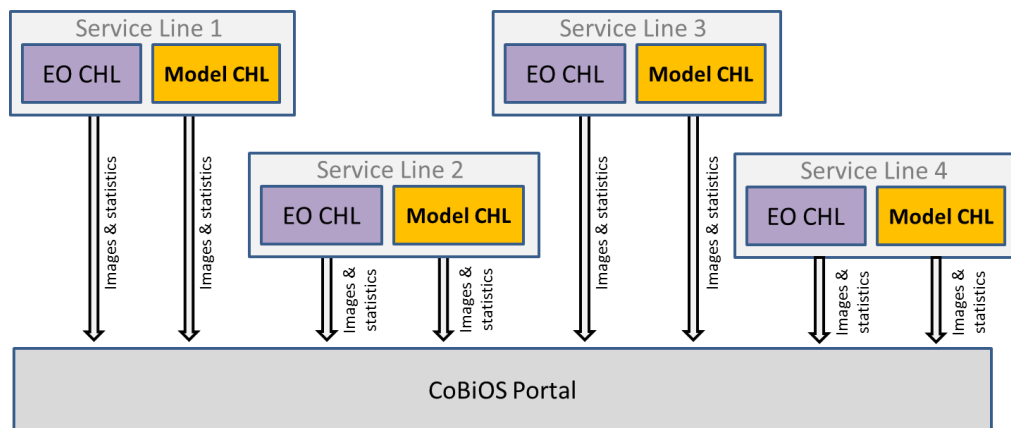 Service Line 1
EO CHL
Model CHL
Images & statistics
Images & statistics
Service Line 2
EO CHL
Model CHL
Images &
statistics
Images &
statistics
Service Line 3
EO CHL
Model CHL
Images & statistics
Images & statistics
Service Line 4
EO CHL
Model CHL
Images &
statistics
Images &
statistics
CoBiOS Portal